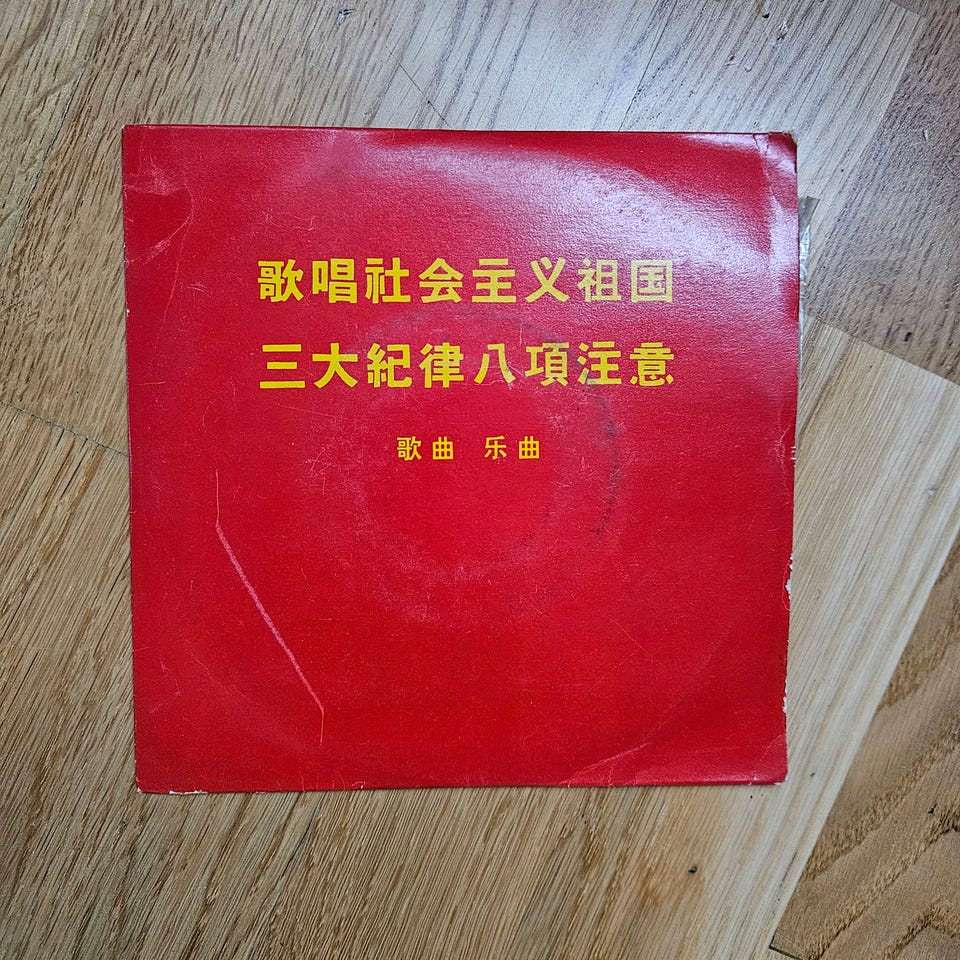 歌唱社会主义祖国
三大紀律八項注意
歌曲 乐曲